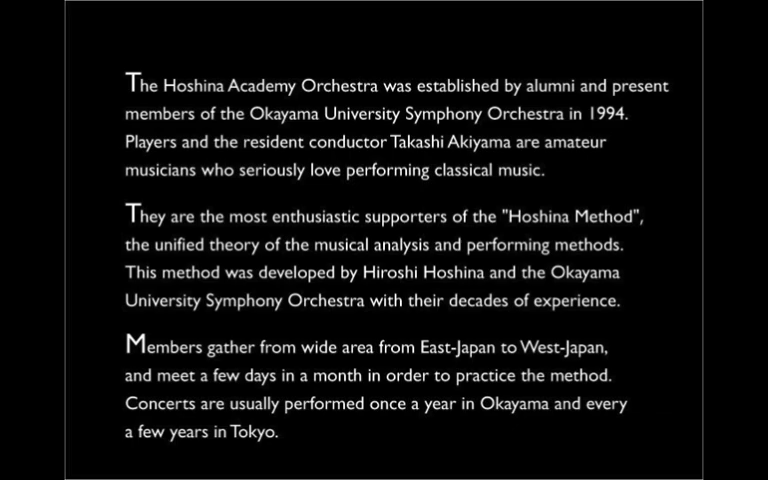 The Hoshina Academy Orchestra was established by alumni and present
members of the Okayama University Symphony Orchestra in 1994.
Players and the resident conductor Takashi Akiyama are amateur
musicians who seriously love performing classical music.
They are the most enthusiastic supporters of the "Hoshina Method",
the unified theory of the musical analysis and performing methods.
This method was developed by Hiroshi Hoshina and the Okayama
University Symphony Orchestra with their decades of experience.
Members gather from wide area from East-Japan to West-Japan,
and meet a few days in a month in order to practice the method.
Concerts are usually performed once a year in Okayama and every
a few years in Tokyo.